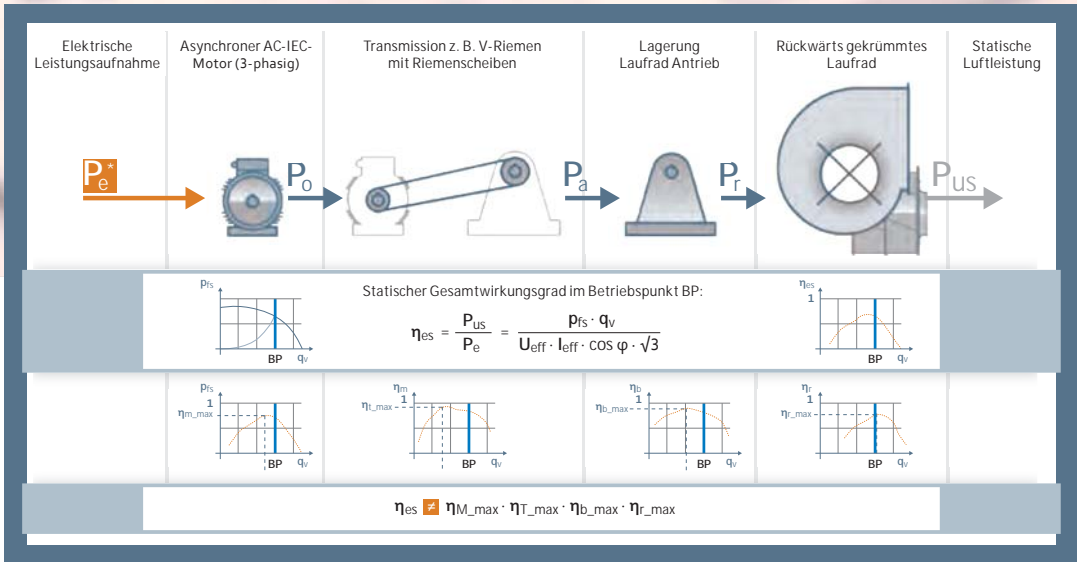 Elektrische
Leistungsaufnahme
Asynchroner AC-IEC-
Motor (3-phasig)
Transmission z. B. V-Riemen
mit Riemenscheiben
Lagerung
Laufrad Antrieb
Rückwärts gekrümmtes
Laufrad
Statische
Luftleistung
Pe*
Po
Pa
Pr
Pus
pfs
BP qv
Statischer Gesamtwirkungsgrad im Betriebspunkt BP:
ηes = Pus / Pe = pfs · qv / Ueff · Ieff · cos φ · √3
ηes
1
BP qv
pfs
1
ηm_max
BP qv
ηm
1
ηt_max
BP qv
ηb
1
ηb_max
BP qv
ηr
1
ηr_max
BP qv
ηes ≠ ηM_max · ηT_max · ηb_max · ηr_max